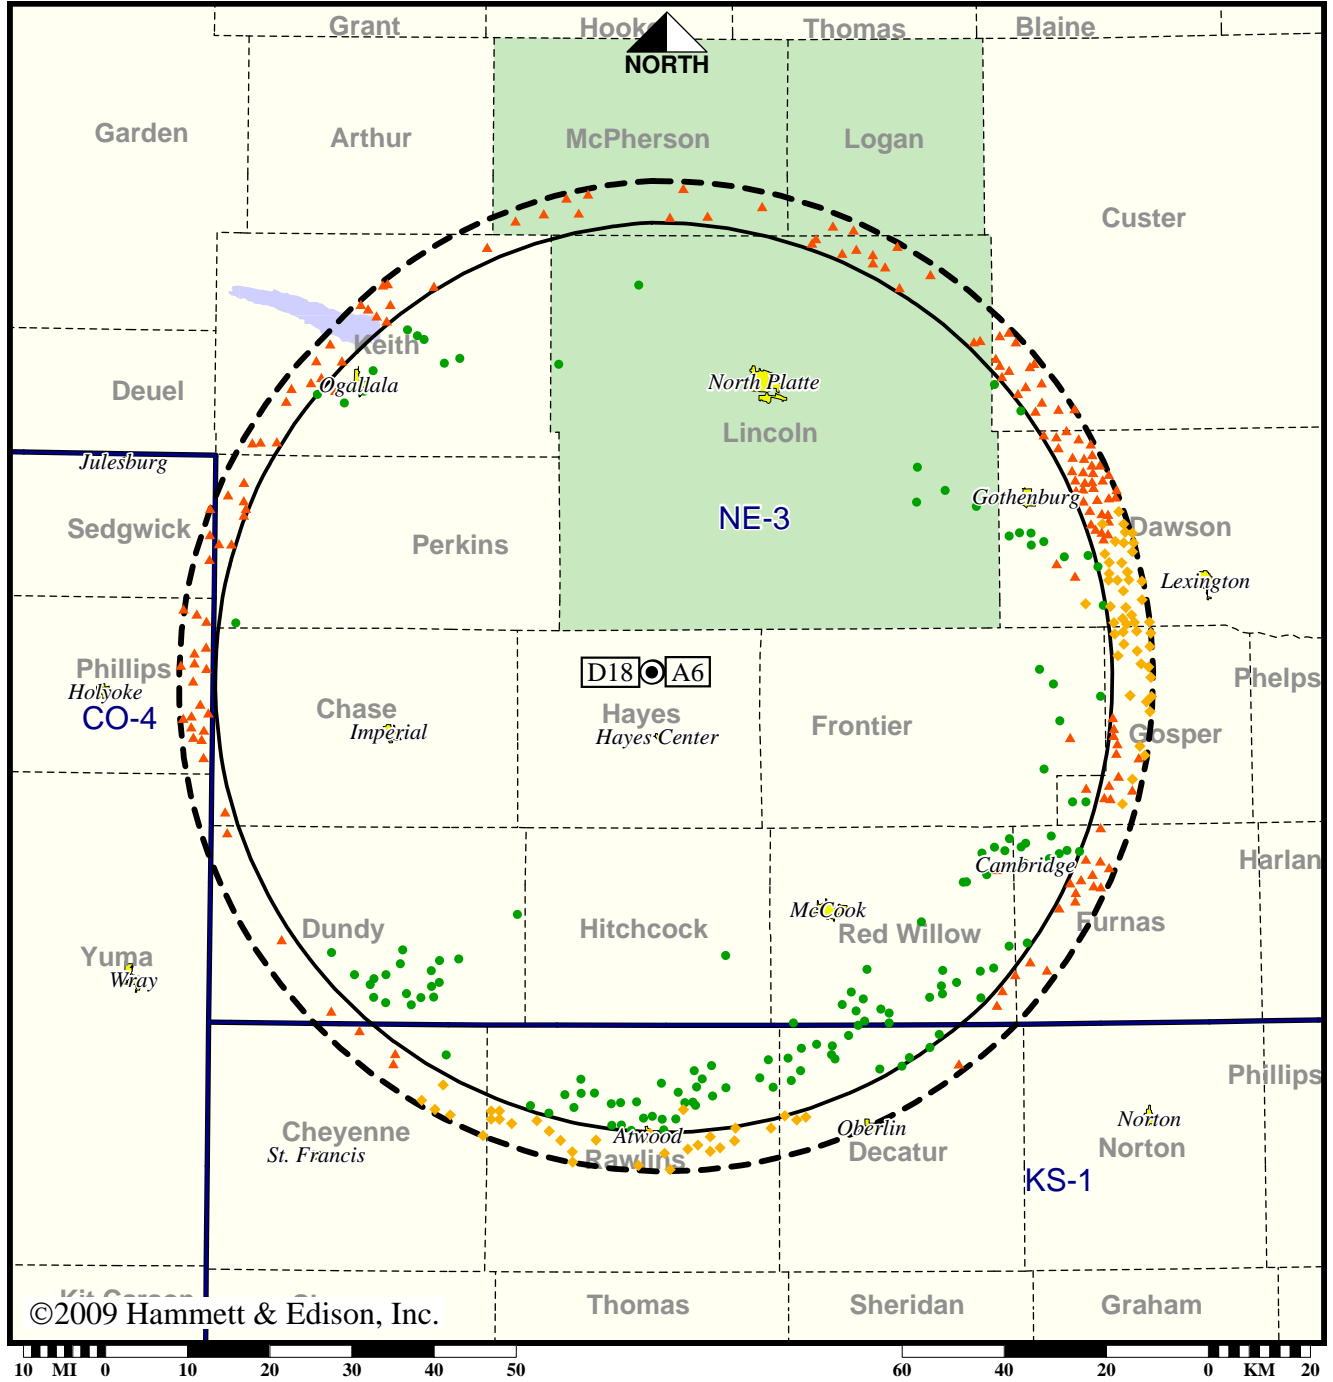 Grant
Thomas
Blaine
NORTH
Garden
Arthur
McPherson
Logan
Custer
Keith
Deuel
Ogallala
North Platte
Lincoln
Julesburg
Gothenburg
Sedgwick
NE-3
Dawson
Perkins
Lexington
Phillips
D18
A6
Phelps
Holyoke
CO-4
Chase
Hayes
Frontier
Imperial
Hayes Center
Gosper
Cambridge
Harlan
McCook
Dundy
Hitchcock
Red Willow
Furnas
Yuma
Wray
Phillips
Cheyenne
Atwood
Oberlin
Norton
St. Francis
Rawlins
Decatur
Norton
KS-1
©2009 Hammett & Edison, Inc.
Thomas
Sheridan
Graham
10 MI 0 10 20 30 40 50 60 40 20 0 KM 20